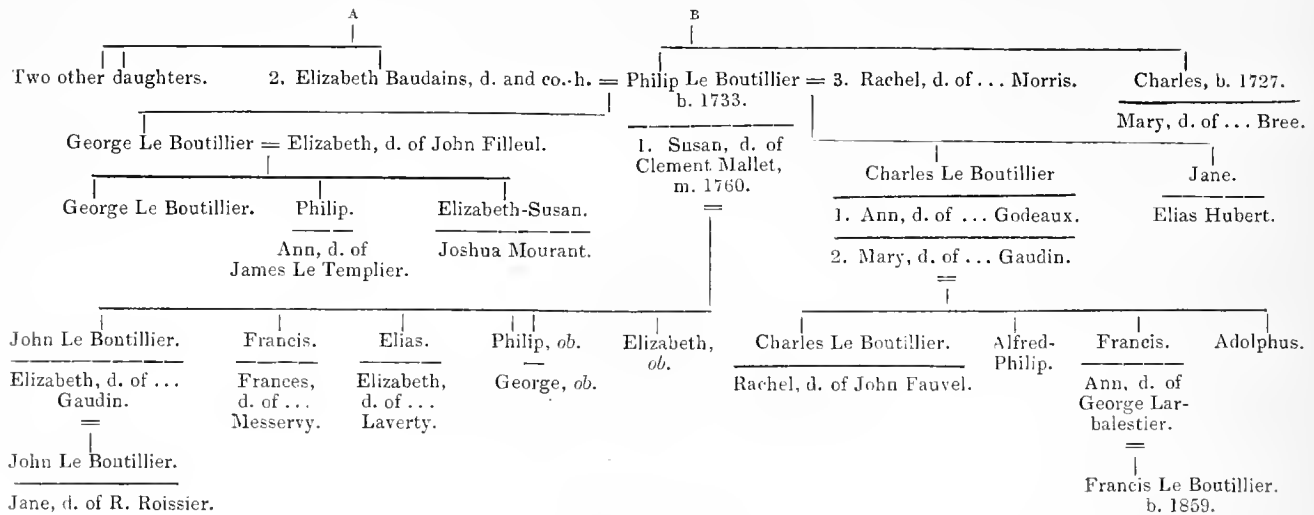 A B
Two other daughters. 2. Elizabeth Baudains, d. and co.-h. = Philip Le Boutillier = 3. Rachel, d. of ... Morris. Charles, b. 1727.
b. 1733.
Mary, d. of ... Bree.
George Le Boutillier = Elizabeth, d. of John Filleul.
1. Susan, d. of
Clement Mallet,
m. 1760.
=
Charles Le Boutillier Jane.
1. Ann, d. of ... Godeaux. Elias Hubert.
2. Mary, d. of ... Gaudin.
=
George Le Boutillier. Philip. Elizabeth-Susan.
Ann, d. of Joshua Mourant.
James Le Templier.
John Le Boutillier. Francis. Elias. Philip, ob. Elizabeth, Charles Le Boutillier. Alfred- Francis. Adolphus.
ob. Philip.
Elizabeth, d. of ... Frances, Elizabeth, George, ob. Rachel, d. of John Fauvel. Ann, d. of
Gaudin. d. of ... d. of ... George Lar-
= Messervy. Laverty. balestier.
=
John Le Boutillier. Francis Le Boutillier.
Jane, d. of R. Roissier. b. 1859.